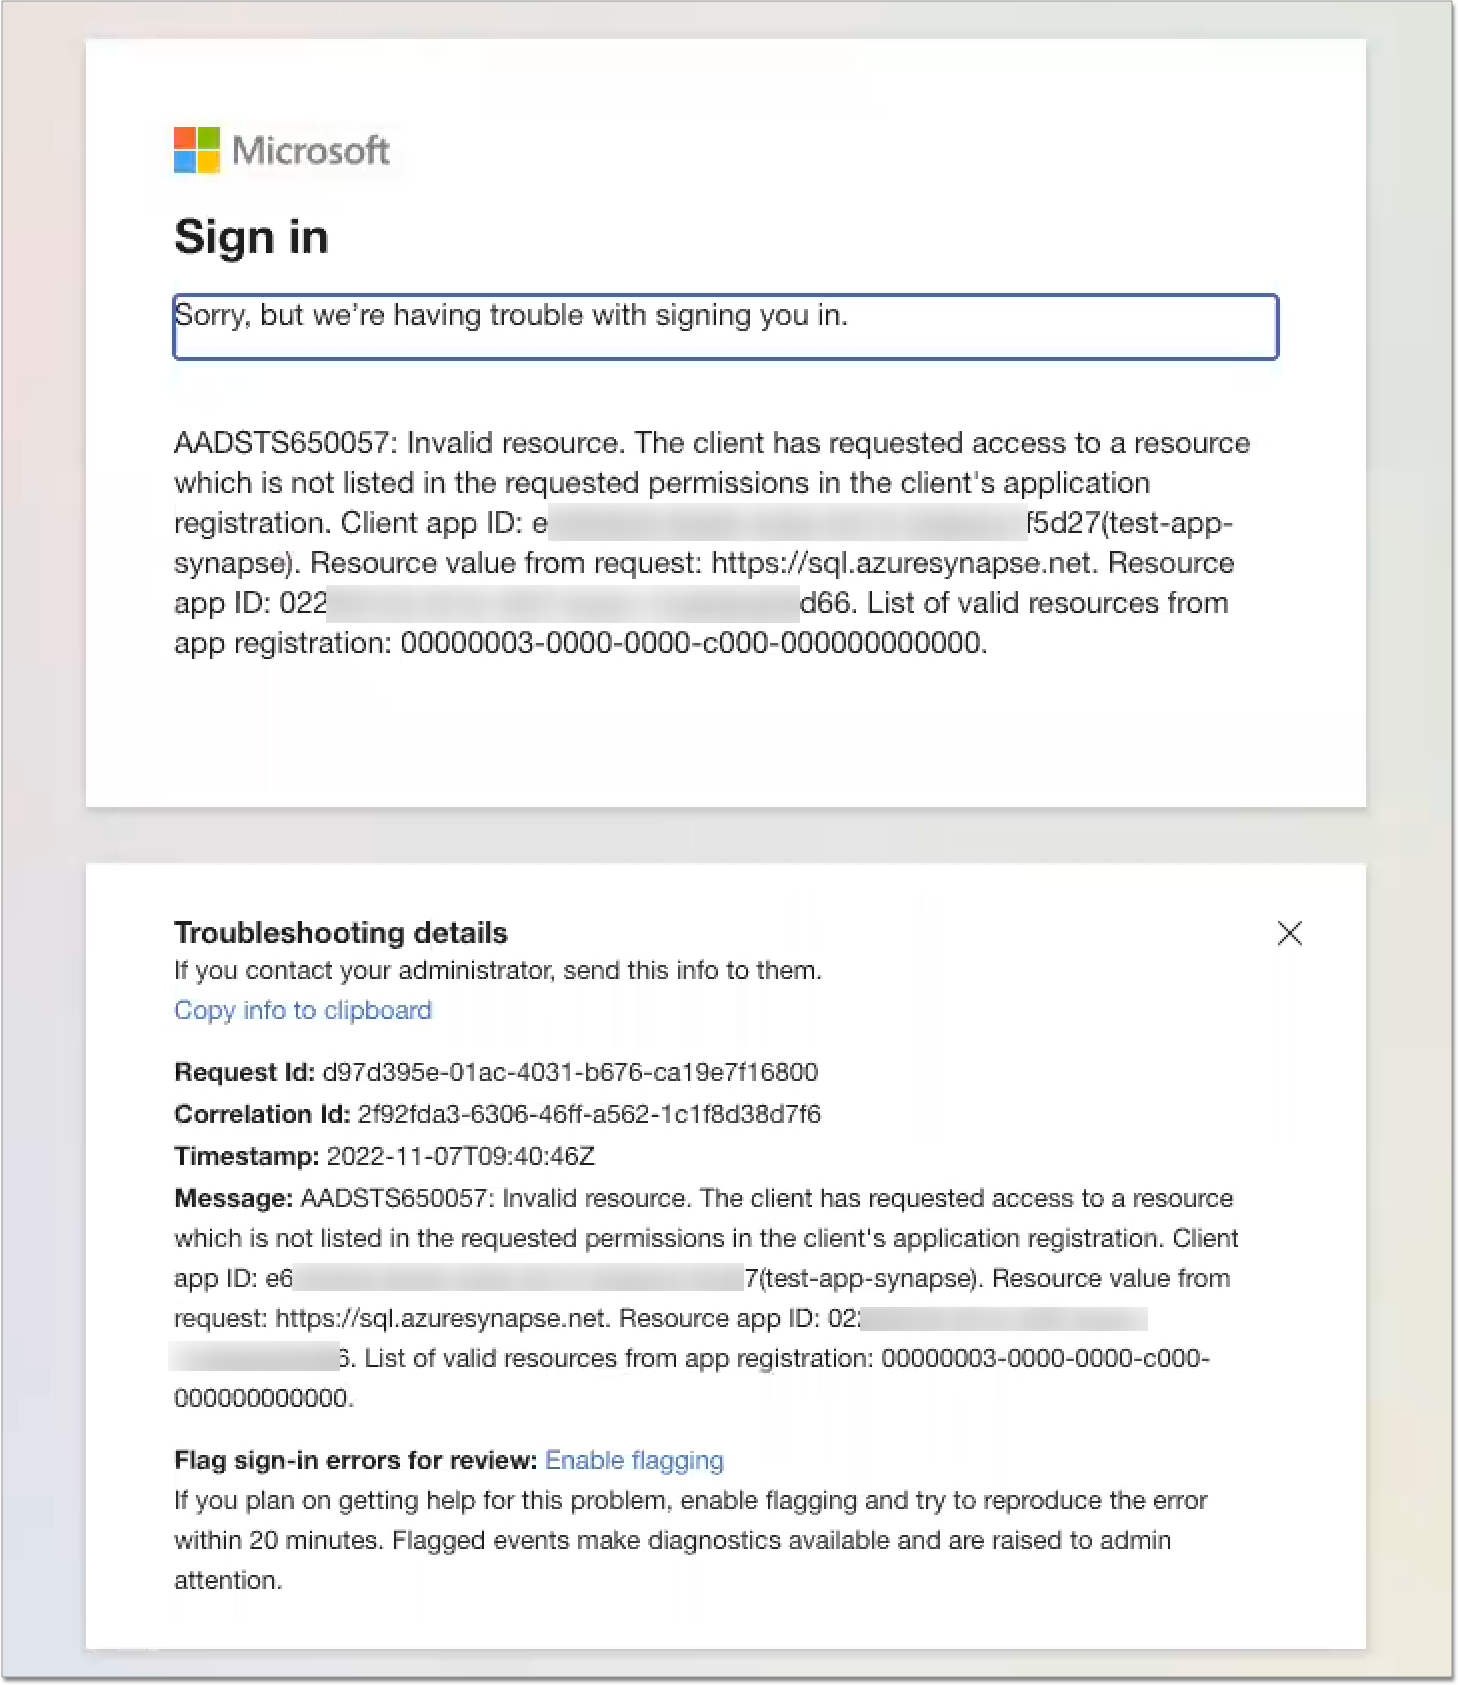 Microsoft
Sign in
Sorry, but we're having trouble with signing you in.
AADSTS650057: Invalid resource. The client has requested access to a resource
which is not listed in the requested permissions in the client's application
registration. Client app ID: e f5d27(test-app-
synapse). Resource value from request: https://sql.azuresynapse.net. Resource
app ID: 022 d66. List of valid resources from
app registration: 00000003-0000-0000-c000-000000000000.
Troubleshooting details
If you contact your administrator, send this info to them.
Copy info to clipboard
Request Id: d97d395e-01ac-4031-b676-ca19e7f16800
Correlation Id: 2f92fda3-6306-46ff-a562-1c1f8d38d7f6
Timestamp: 2022-11-07T09:40:46Z
Message: AADSTS650057: Invalid resource. The client has requested access to a resource
which is not listed in the requested permissions in the client's application registration. Client
app ID: e6 7(test-app-synapse). Resource value from
request: https://sql.azuresynapse.net. Resource app ID: 02
6. List of valid resources from app registration: 00000003-0000-0000-c000-
000000000000.
Flag sign-in errors for review: Enable flagging
If you plan on getting help for this problem, enable flagging and try to reproduce the error
within 20 minutes. Flagged events make diagnostics available and are raised to admin
attention.